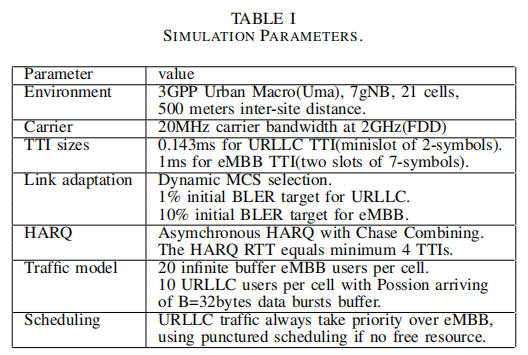 TABLE I
SIMULATION PARAMETERS.
Parameter value
Environment 3GPP Urban Macro(Uma), 7gNB, 21 cells,
500 meters inter-site distance.
Carrier 20MHz carrier bandwidth at 2GHz(FDD)
TTI sizes 0.143ms for URLLC TTI(minislot of 2-symbols).
1ms for eMBB TTI(two slots of 7-symbols).
Link adaptation Dynamic MCS selection.
1% initial BLER target for URLLC.
10% initial BLER target for eMBB.
HARQ Asynchronous HARQ with Chase Combining.
The HARQ RTT equals minimum 4 TTIs.
Traffic model 20 infinite buffer eMBB users per cell.
10 URLLC users per cell with Possion arriving
of B=32bytes data bursts buffer.
Scheduling URLLC traffic always take priority over eMBB,
using punctured scheduling if no free resource.